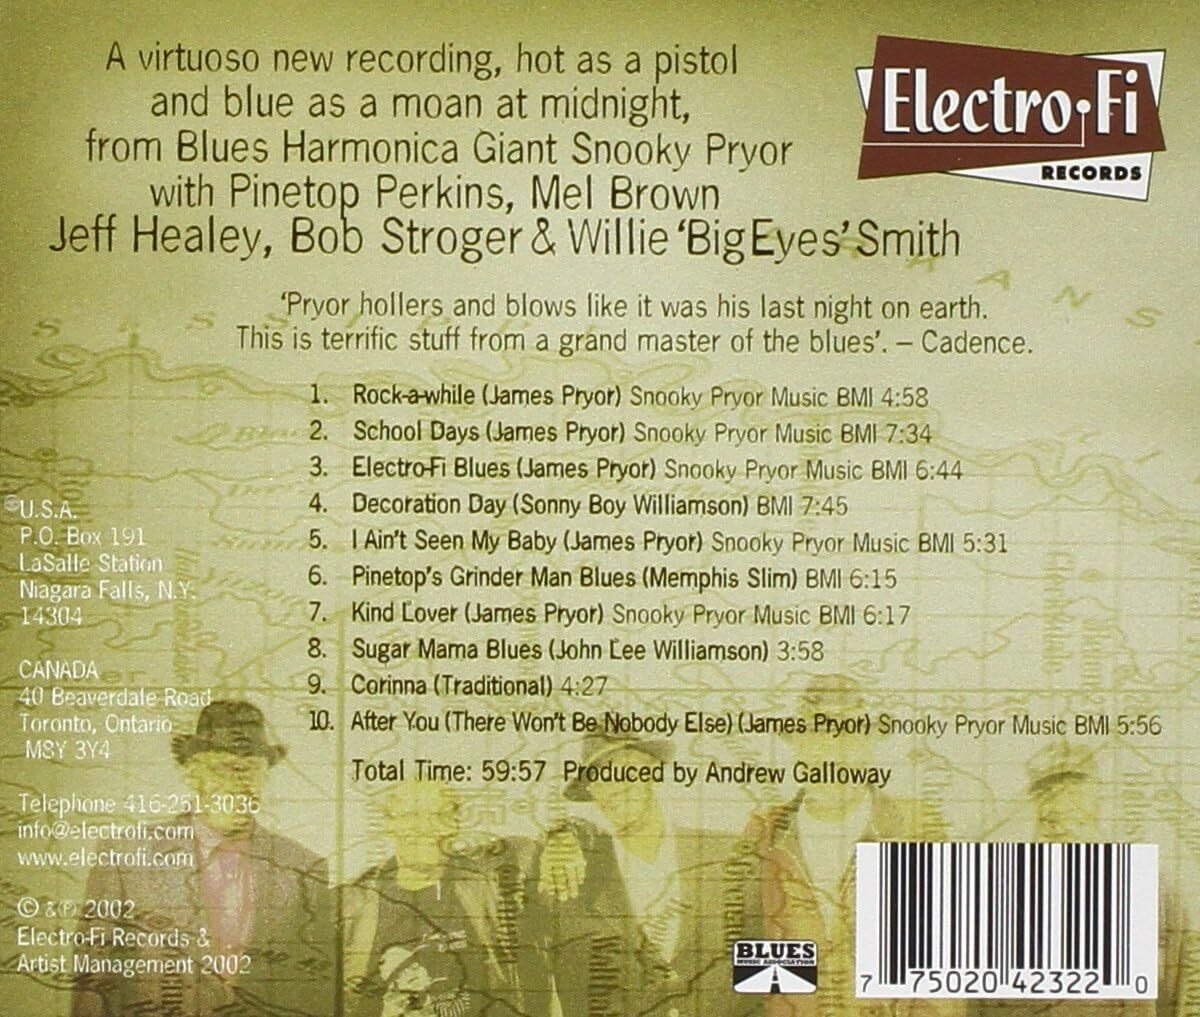 A virtuoso new recording, hot as a pistol
and blue as a moan at midnight,
from Blues Harmonica Giant Snooky Pryor
with Pinetop Perkins, Mel Brown
Jeff Healey, Bob Stroger & Willie 'Big Eyes' Smith
Electro-Fi
RECORDS
'Pryor hollers and blows like it was his last night on earth.
This is terrific stuff from a grand master of the blues'. – Cadence.
1. Rock-a-while (James Pryor) Snooky Pryor Music BMI 4:58
2. School Days (James Pryor) Snooky Pryor Music BMI 7:34
3. Electro-Fi Blues (James Pryor) Snooky Pryor Music BMI 6:44
4. Decoration Day (Sonny Boy Williamson) BMI 7:45
5. I Ain't Seen My Baby (James Pryor) Snooky Pryor Music BMI 5:31
6. Pinetop's Grinder Man Blues (Memphis Slim) BMI 6:15
7. Kind Lover (James Pryor) Snooky Pryor Music BMI 6:17
8. Sugar Mama Blues (John Lee Williamson) 3:58
9. Corinna (Traditional) 4:27
10. After You (There Won't Be Nobody Else) (James Pryor) Snooky Pryor Music BMI 5:56
Total Time: 59:57 Produced by Andrew Galloway
U.S.A.
P.O. Box 191
LaSalle Station
Niagara Falls, N.Y.
14304
CANADA
40 Beaverdale Road
Toronto, Ontario
M8Y 3Y4
Telephone 416-251-3036
info@electrofi.com
www.electrofi.com
© & ℗ 2002
Electro-Fi Records &
Artist Management 2002
BLUES
MUSIC ASSOCIATION
7 75020 42322 0